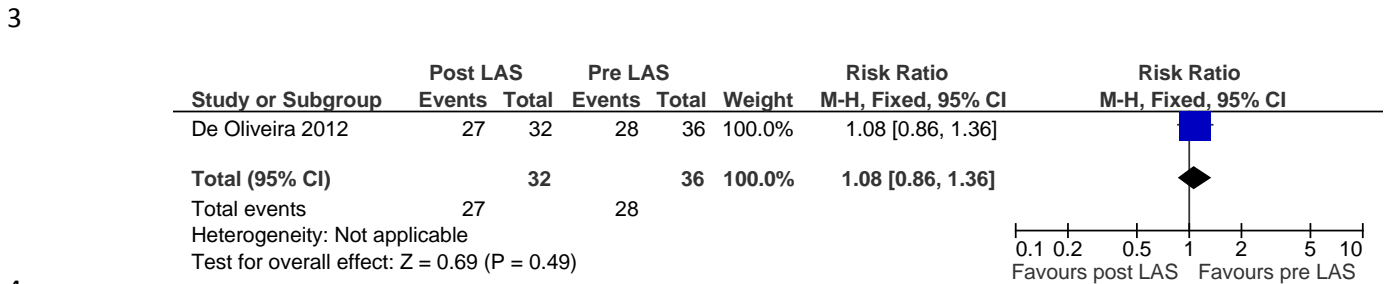 3
Post LAS Pre LAS Risk Ratio Risk Ratio
Study or Subgroup Events Total Events Total Weight M-H, Fixed, 95% CI M-H, Fixed, 95% CI
De Oliveira 2012 27 32 28 36 100.0% 1.08 [0.86, 1.36]
Total (95% CI) 32 36 100.0% 1.08 [0.86, 1.36]
Total events 27 28
Heterogeneity: Not applicable
Test for overall effect: Z = 0.69 (P = 0.49)
0.1 0.2 0.5 1 2 5 10
Favours post LAS Favours pre LAS